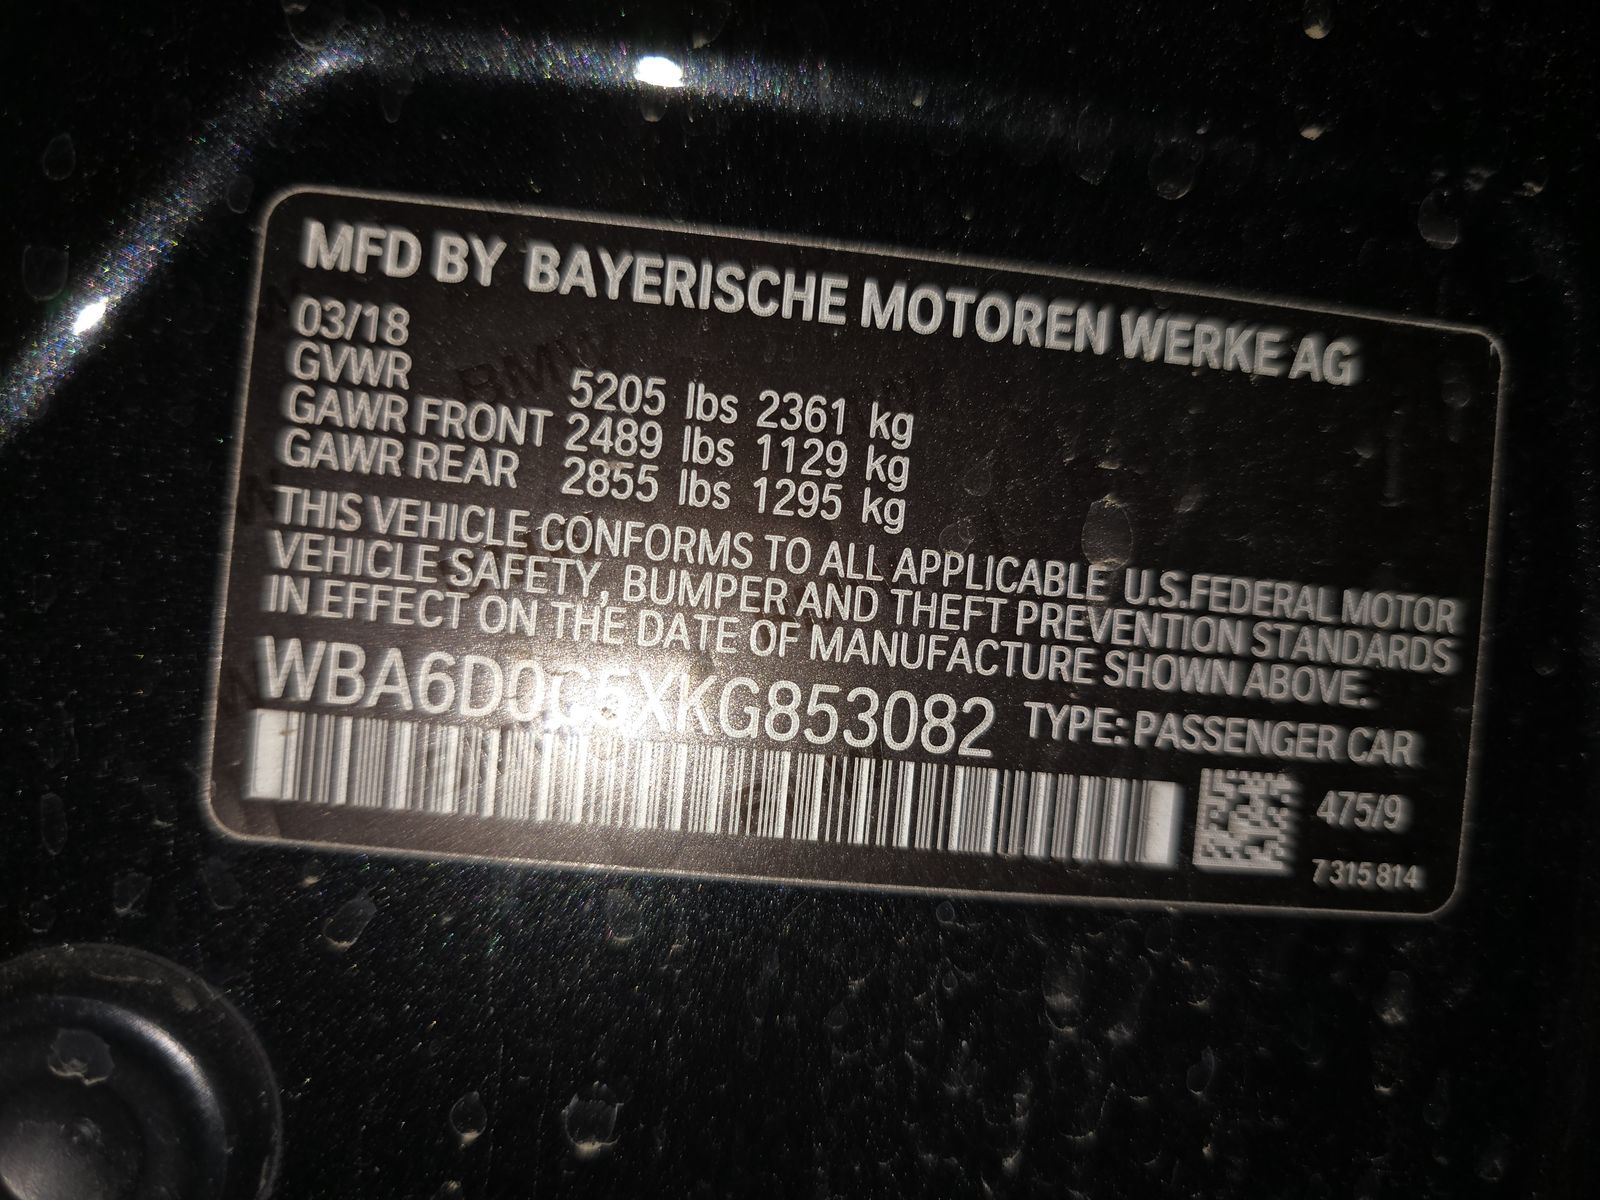 MFD BY BAYERISCHE MOTOREN WERKE AG
03/18
GVWR 5205 lbs 2361 kg
GAWR FRONT 2489 lbs 1129 kg
GAWR REAR 2855 lbs 1295 kg
THIS VEHICLE CONFORMS TO ALL APPLICABLE U.S.FEDERAL MOTOR
VEHICLE SAFETY, BUMPER AND THEFT PREVENTION STANDARDS
IN EFFECT ON THE DATE OF MANUFACTURE SHOWN ABOVE.
WBA6D0C5XKG853082 TYPE: PASSENGER CAR
475/9
7 315 814